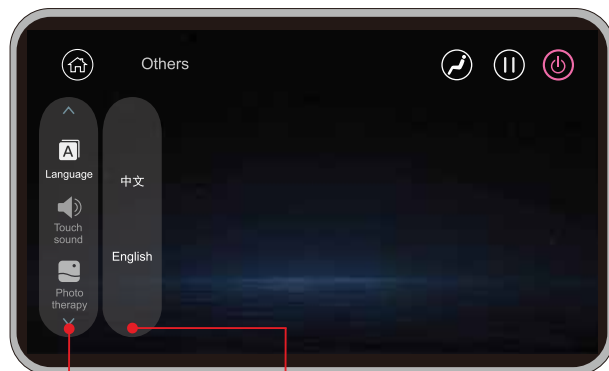 Others
A
Language
Touch
sound
Photo
therapy
中文
English